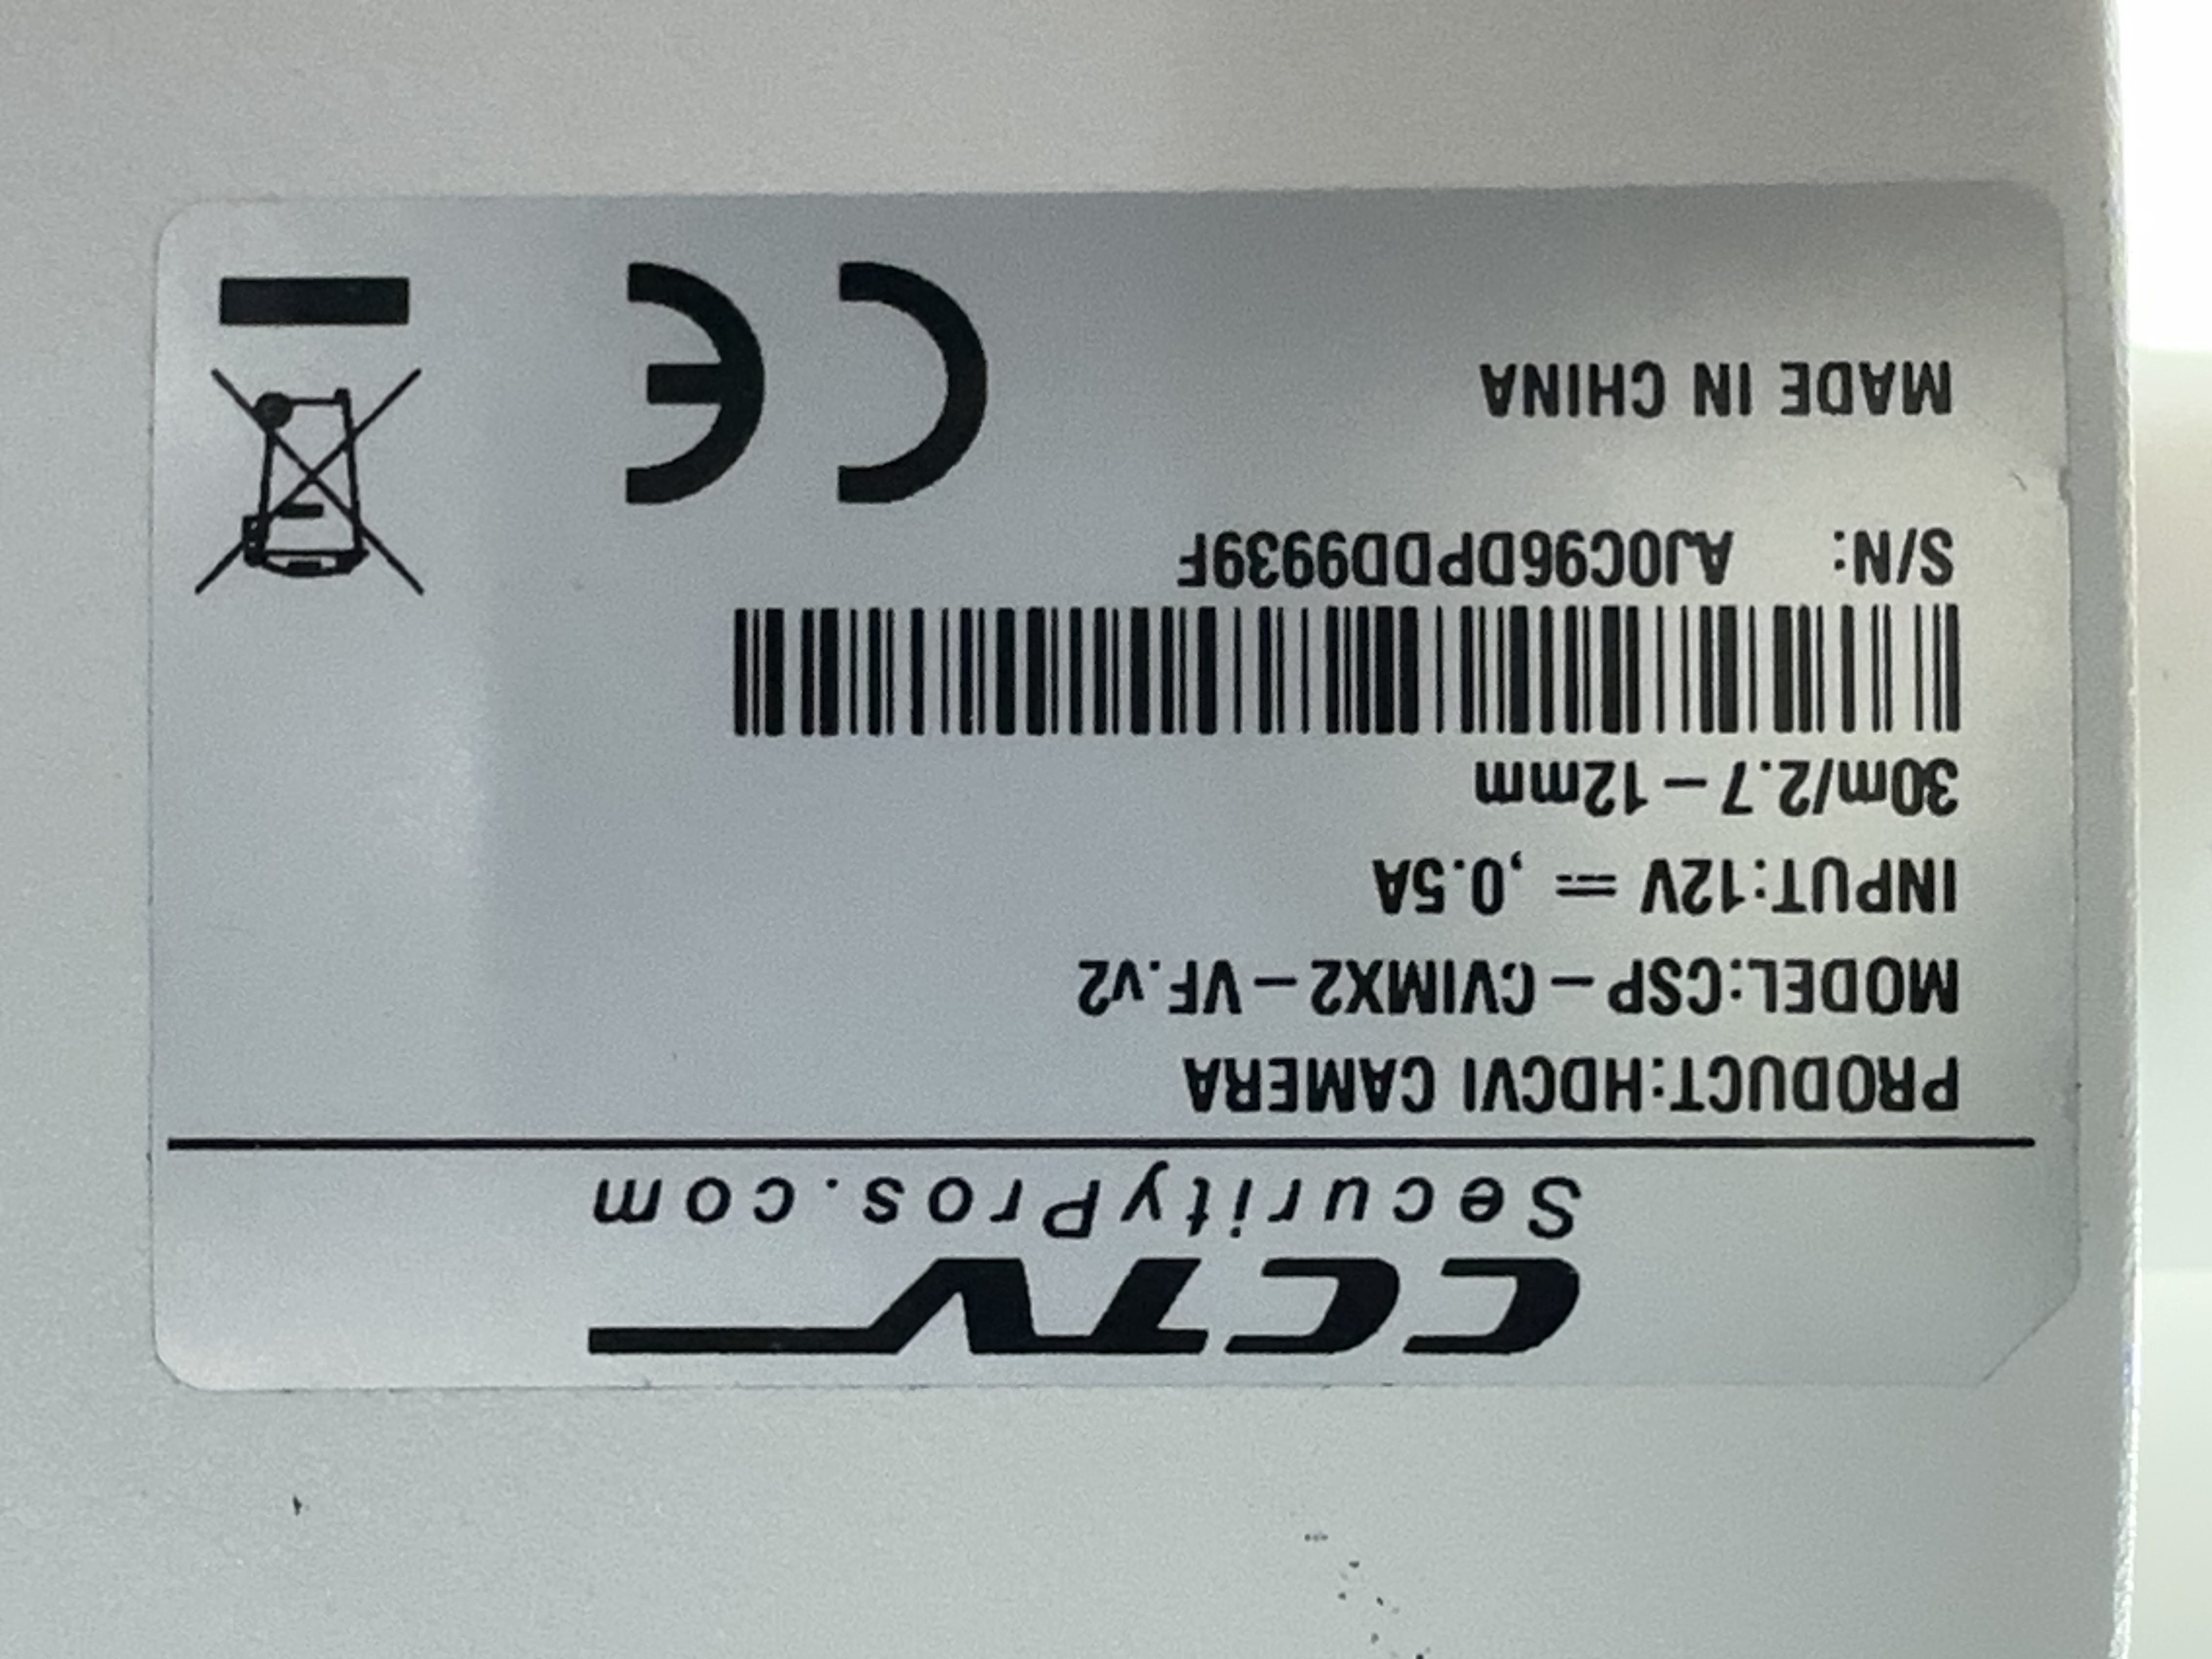 CCTV
SecurityPros.com
PRODUCT:HDCVI CAMERA
MODEL:CSP-CVIMX2-VF.v2
INPUT:12V ⎓ ,0.5A
30m/2.7-12mm
S/N: AJ0C96DPDD9939F
MADE IN CHINA
CE